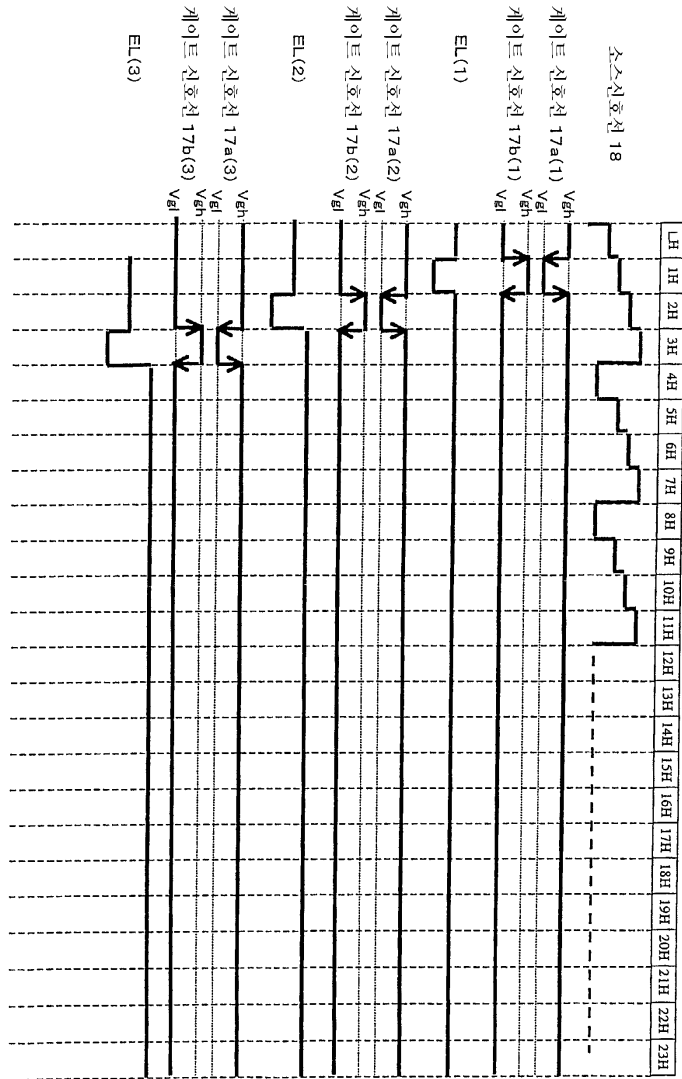 1H 2H 3H 4H 5H 6H 7H 8H 9H 10H 11H 12H 13H 14H 15H 16H 17H 18H 19H 20H 21H 22H 23H
소스신호선 18
게이트 신호선 17a(1) Vgh
Vgl
게이트 신호선 17b(1) Vgh
Vgl
EL(1)
게이트 신호선 17a(2) Vgh
Vgl
게이트 신호선 17b(2) Vgh
Vgl
EL(2)
게이트 신호선 17a(3) Vgh
Vgl
게이트 신호선 17b(3) Vgh
Vgl
EL(3)